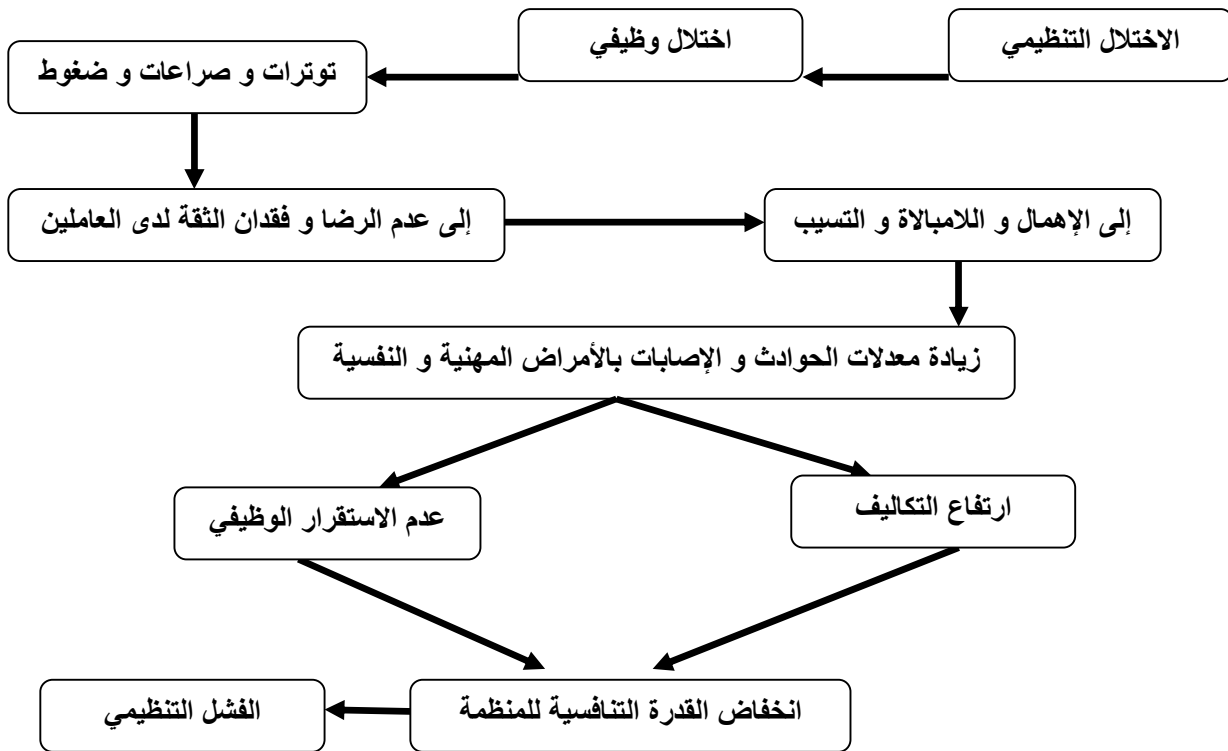 الاختلال التنظيمي
اختلال وظيفي
توترات و صراعات و ضغوط
إلى عدم الرضا و فقدان الثقة لدى العاملين
إلى الإهمال و اللامبالاة و التسيب
زيادة معدلات الحوادث و الإصابات بالأمراض المهنية و النفسية
ارتفاع التكاليف
عدم الاستقرار الوظيفي
انخفاض القدرة التنافسية للمنظمة
الفشل التنظيمي